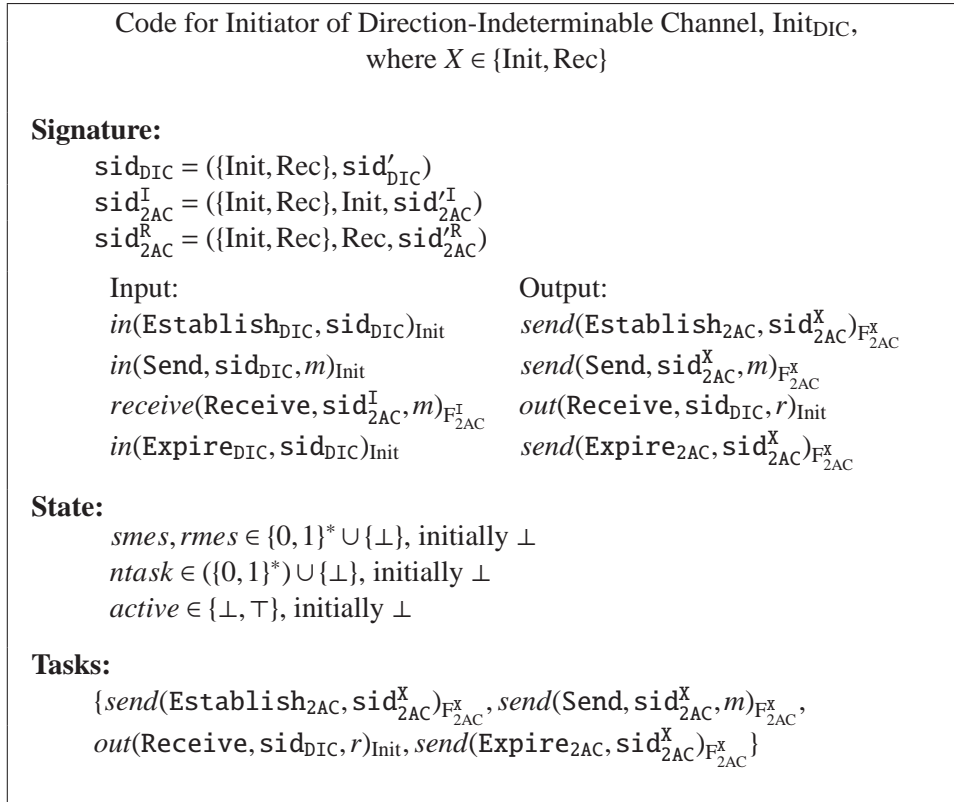 Code for Initiator of Direction-Indeterminable Channel, Init_DIC,
where X ∈ {Init, Rec}
Signature:
sid_DIC = ({Init, Rec}, sid′_DIC)
sid^I_2AC = ({Init, Rec}, Init, sid′^I_2AC)
sid^R_2AC = ({Init, Rec}, Rec, sid′^R_2AC)
Input: Output:
in(Establish_DIC, sid_DIC)_Init send(Establish_2AC, sid^X_2AC)_F^X_2AC
in(Send, sid_DIC, m)_Init send(Send, sid^X_2AC, m)_F^X_2AC
receive(Receive, sid^I_2AC, m)_F^I_2AC out(Receive, sid_DIC, r)_Init
in(Expire_DIC, sid_DIC)_Init send(Expire_2AC, sid^X_2AC)_F^X_2AC
State:
smes, rmes ∈ {0, 1}* ∪ {⊥}, initially ⊥
ntask ∈ ({0, 1}*) ∪ {⊥}, initially ⊥
active ∈ {⊥, ⊤}, initially ⊥
Tasks:
{send(Establish_2AC, sid^X_2AC)_F^X_2AC, send(Send, sid^X_2AC, m)_F^X_2AC,
out(Receive, sid_DIC, r)_Init, send(Expire_2AC, sid^X_2AC)_F^X_2AC}